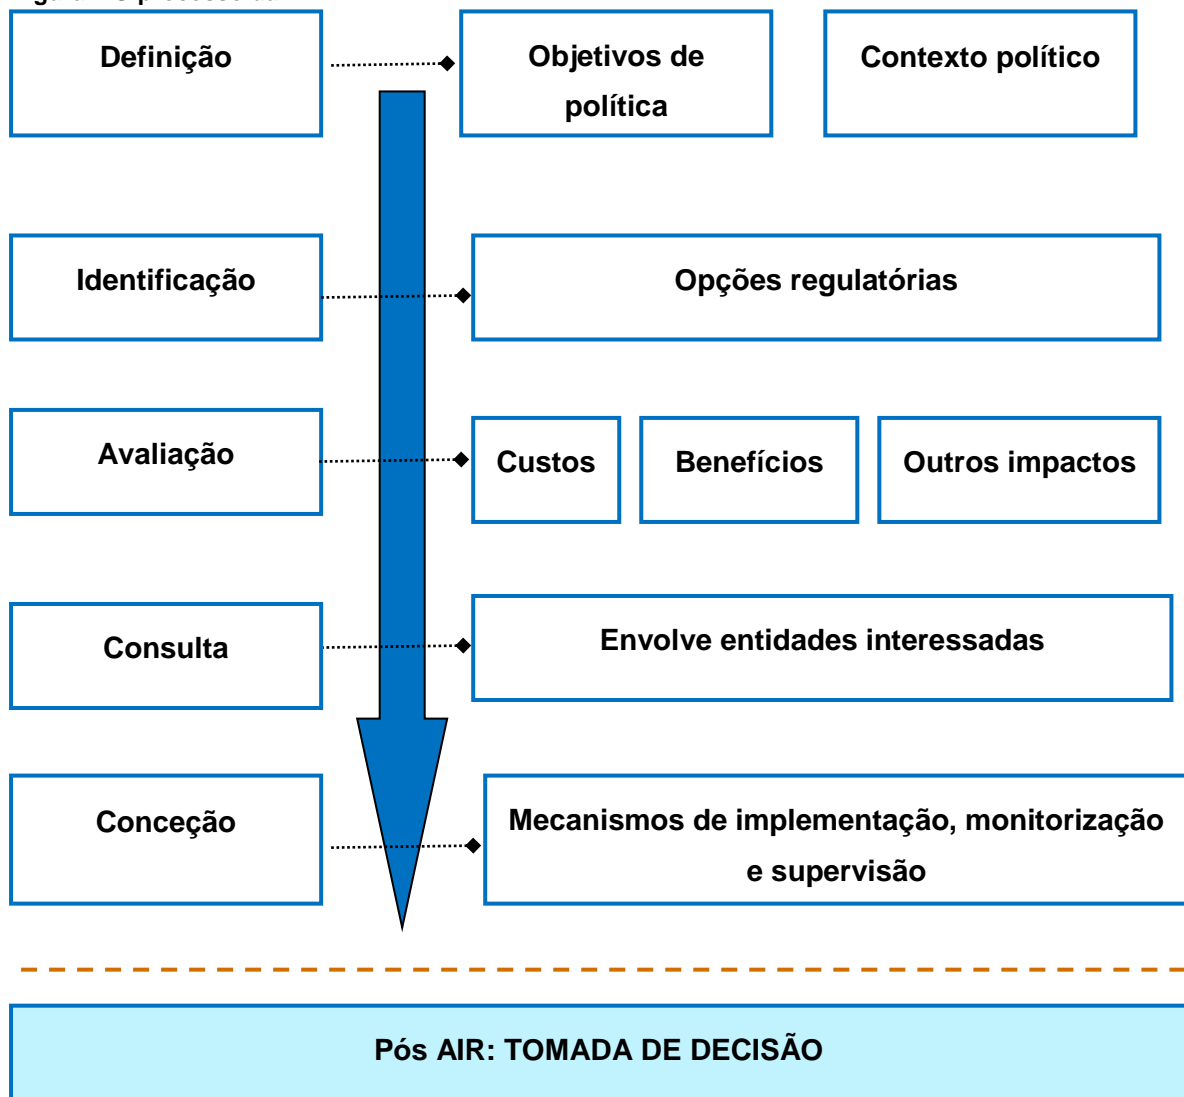 Definição
Objetivos de
política
Contexto político
Identificação
Opções regulatórias
Avaliação
Custos
Benefícios
Outros impactos
Consulta
Envolve entidades interessadas
Conceção
Mecanismos de implementação, monitorização
e supervisão
Pós AIR: TOMADA DE DECISÃO